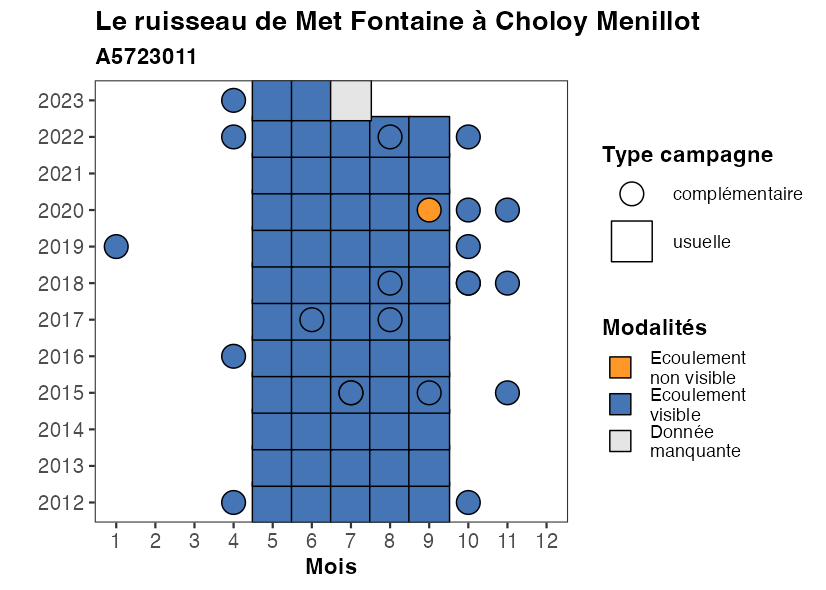 Le ruisseau de Met Fontaine à Choloy Menillot
A5723011
2023
2022
2021
2020
2019
2018
2017
2016
2015
2014
2013
2012
1 2 3 4 5 6 7 8 9 10 11 12
Mois
Type campagne
complémentaire
usuelle
Modalités
Ecoulement
non visible
Ecoulement
visible
Donnée
manquante